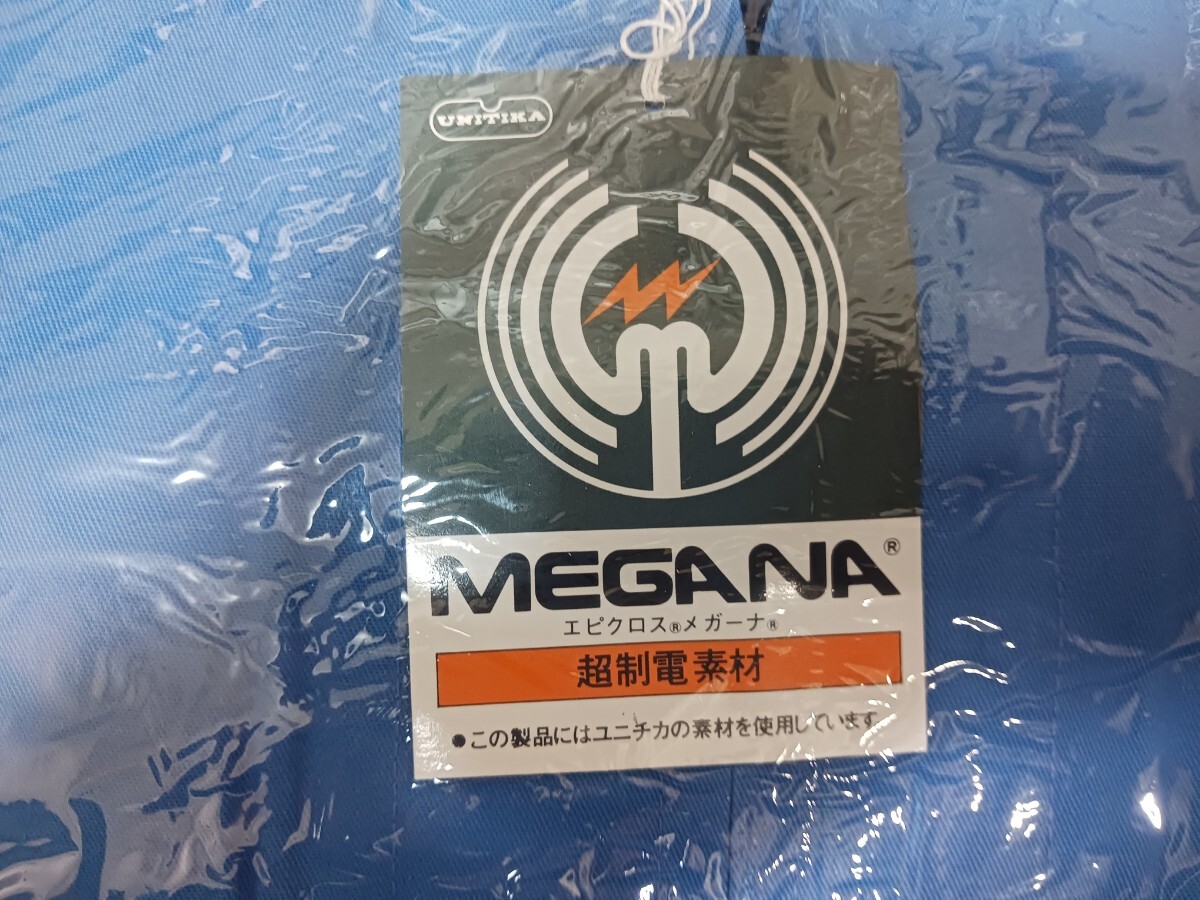 UNITIKA
MEGANA®
エピクロス®メガーナ®
超制電素材
●この製品にはユニチカの素材を使用しています